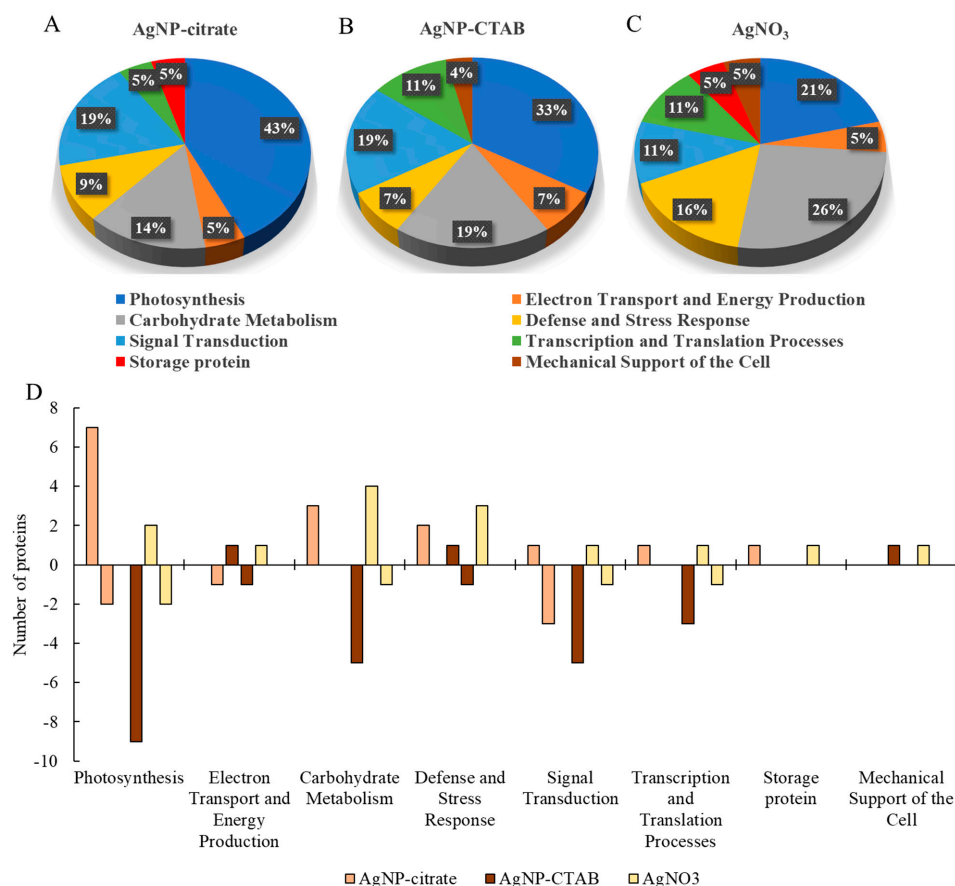 A
AgNP-citrate
5%
5%
43%
19%
9%
14%
5%
B
AgNP-CTAB
4%
11%
33%
19%
7%
7%
19%
C
AgNO₃
5%
5%
21%
11%
5%
11%
16%
26%
Photosynthesis
Electron Transport and Energy Production
Carbohydrate Metabolism
Defense and Stress Response
Signal Transduction
Transcription and Translation Processes
Storage protein
Mechanical Support of the Cell
D
Number of proteins
8
6
4
2
0
-2
-4
-6
-8
-10
Photosynthesis
Electron
Transport and
Energy
Production
Carbohydrate
Metabolism
Defense and
Stress
Response
Signal
Transduction
Transcription
and
Translation
Processes
Storage
protein
Mechanical
Support of the
Cell
AgNP-citrate
AgNP-CTAB
AgNO3